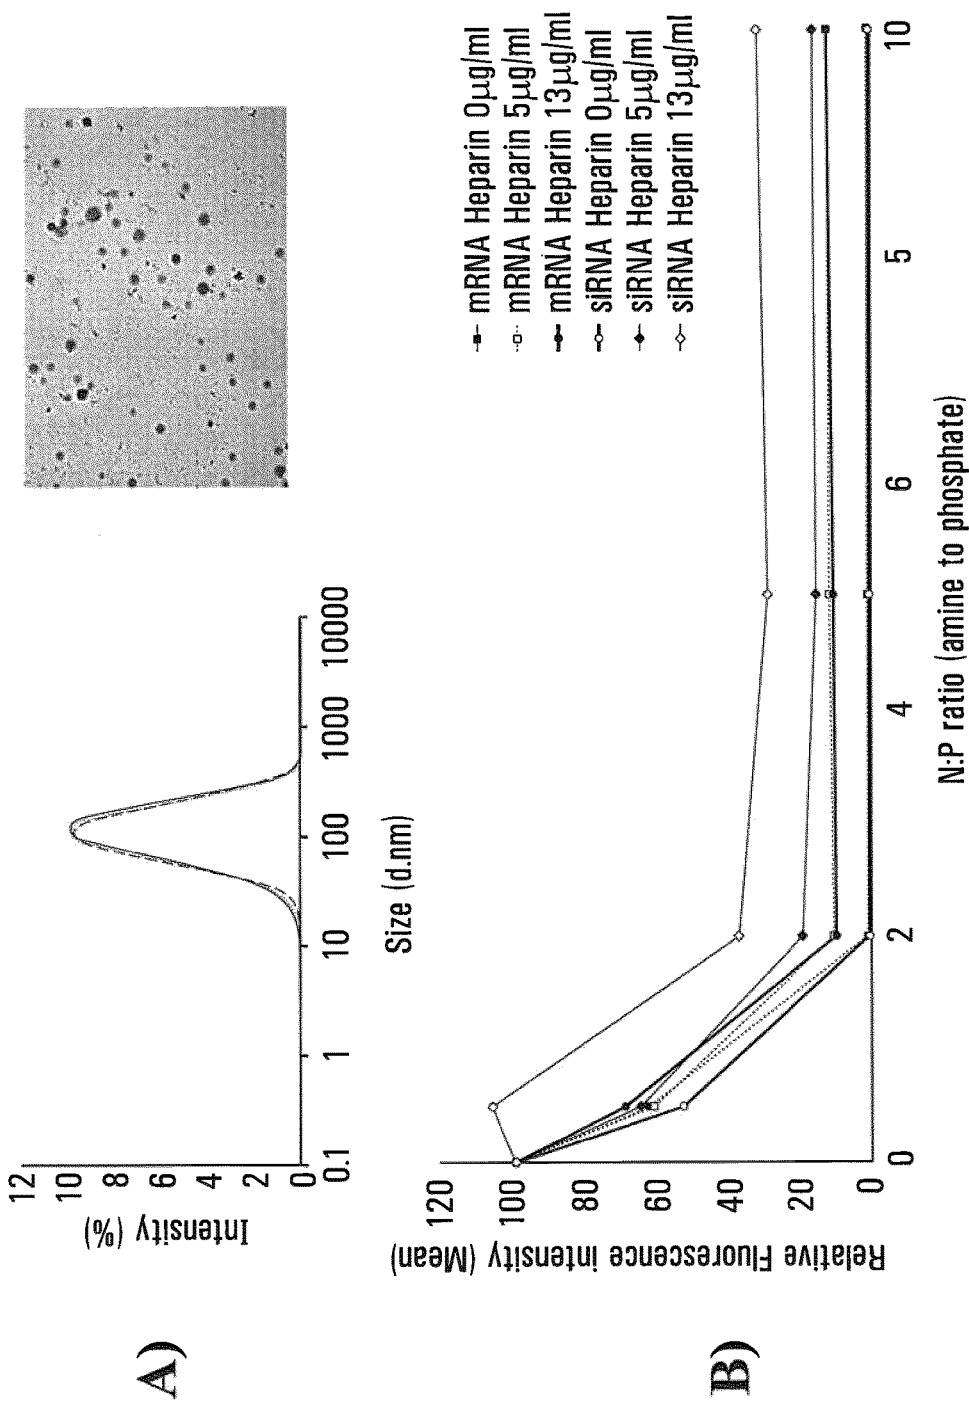 A)
Intensity (%)
12
10
8
6
4
2
0
0.1
1
10
100
1000
10000
Size (d.nm)
B)
Relative Fluorescence intensity (Mean)
120
100
80
60
40
20
0
0
2
4
6
5
10
N:P ratio (amine to phosphate)
mRNA Heparin 0µg/ml
mRNA Heparin 5µg/ml
mRNA Heparin 13µg/ml
siRNA Heparin 0µg/ml
siRNA Heparin 5µg/ml
siRNA Heparin 13µg/ml